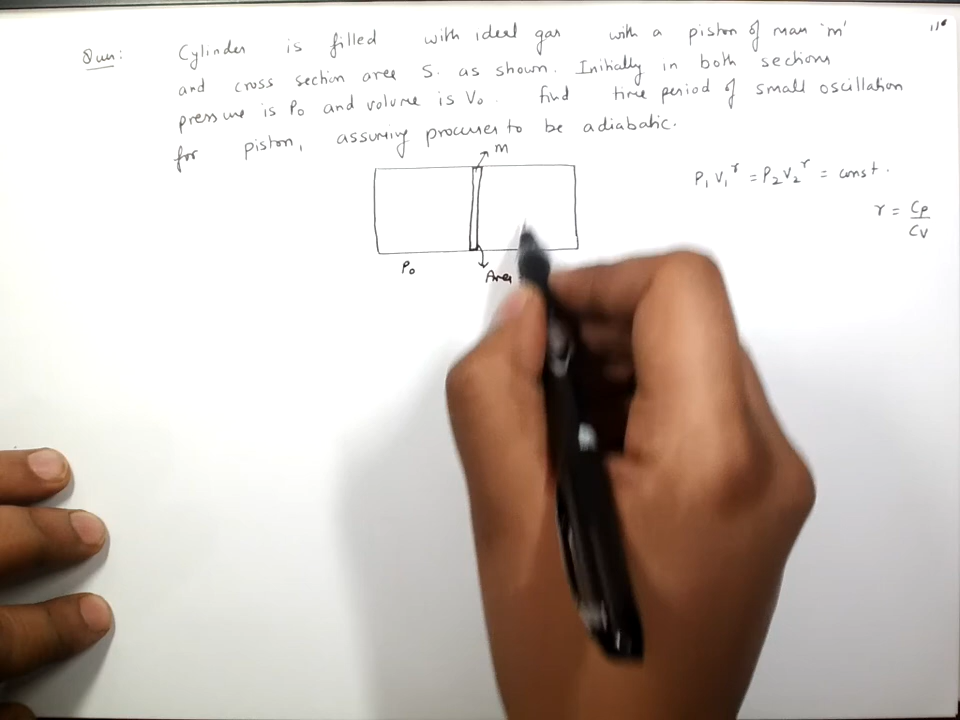 Qun: Cylinder is filled with ideal gas with a piston of mass 'm'
and cross section area S. as shown. Initially in both sections
pressure is P₀ and volume is V₀. find time period of small oscillation
for piston, assuming processes to be adiabatic.
m
P₁V₁^r = P₂V₂^r = const.
r = Cp/Cv
P₀
Area